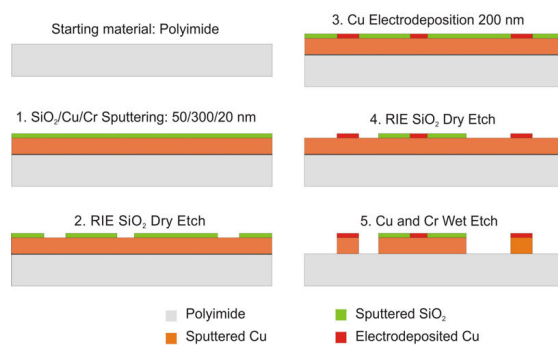 Starting material: Polyimide
1. SiO₂/Cu/Cr Sputtering: 50/300/20 nm
2. RIE SiO₂ Dry Etch
3. Cu Electrodeposition 200 nm
4. RIE SiO₂ Dry Etch
5. Cu and Cr Wet Etch
Polyimide
Sputtered Cu
Sputtered SiO₂
Electrodeposited Cu